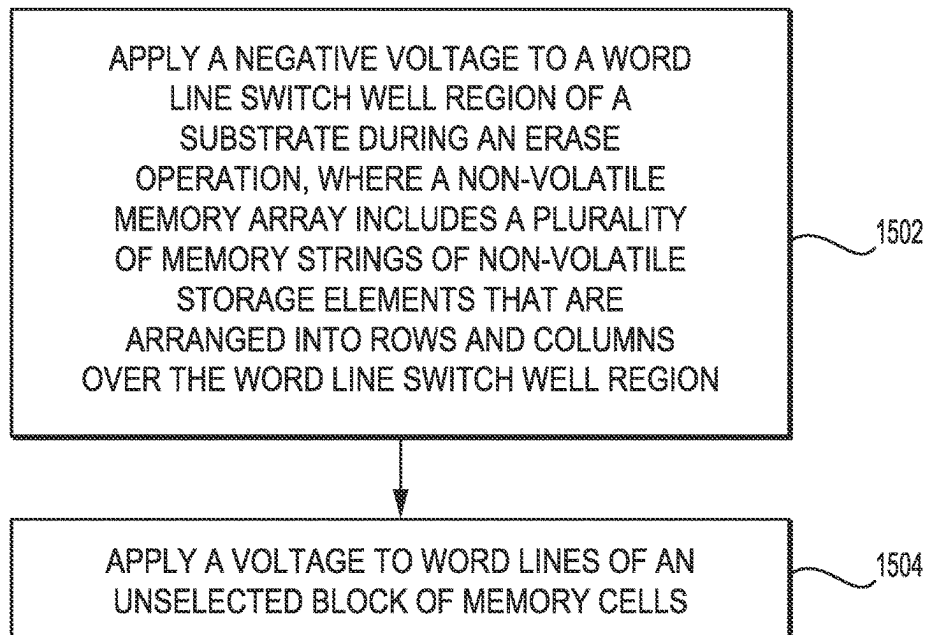 APPLY A NEGATIVE VOLTAGE TO A WORD
LINE SWITCH WELL REGION OF A
SUBSTRATE DURING AN ERASE
OPERATION, WHERE A NON-VOLATILE
MEMORY ARRAY INCLUDES A PLURALITY
OF MEMORY STRINGS OF NON-VOLATILE
STORAGE ELEMENTS THAT ARE
ARRANGED INTO ROWS AND COLUMNS
OVER THE WORD LINE SWITCH WELL REGION
1502
APPLY A VOLTAGE TO WORD LINES OF AN
UNSELECTED BLOCK OF MEMORY CELLS
1504